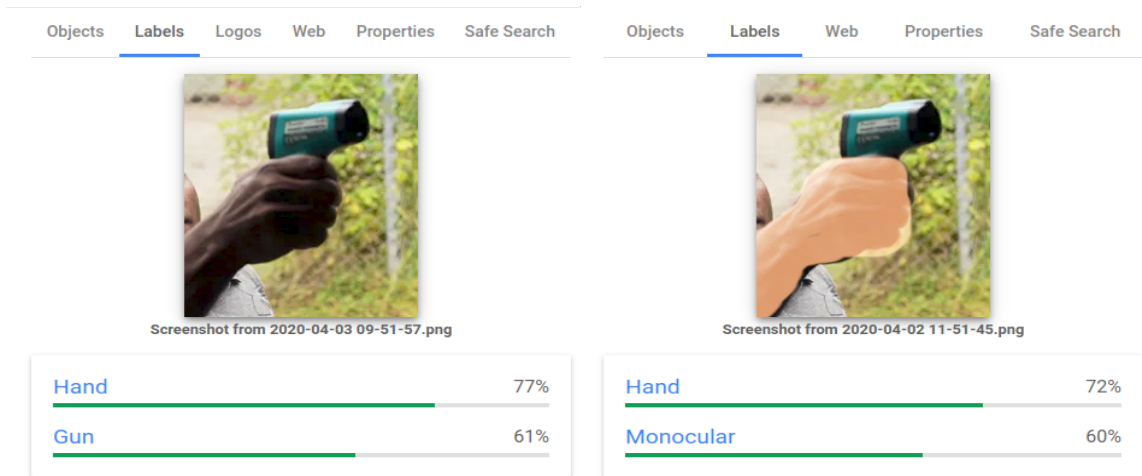 Objects Labels Logos Web Properties Safe Search
Screenshot from 2020-04-03 09-51-57.png
Hand 77%
Gun 61%
Objects Labels Web Properties Safe Search
Screenshot from 2020-04-02 11-51-45.png
Hand 72%
Monocular 60%